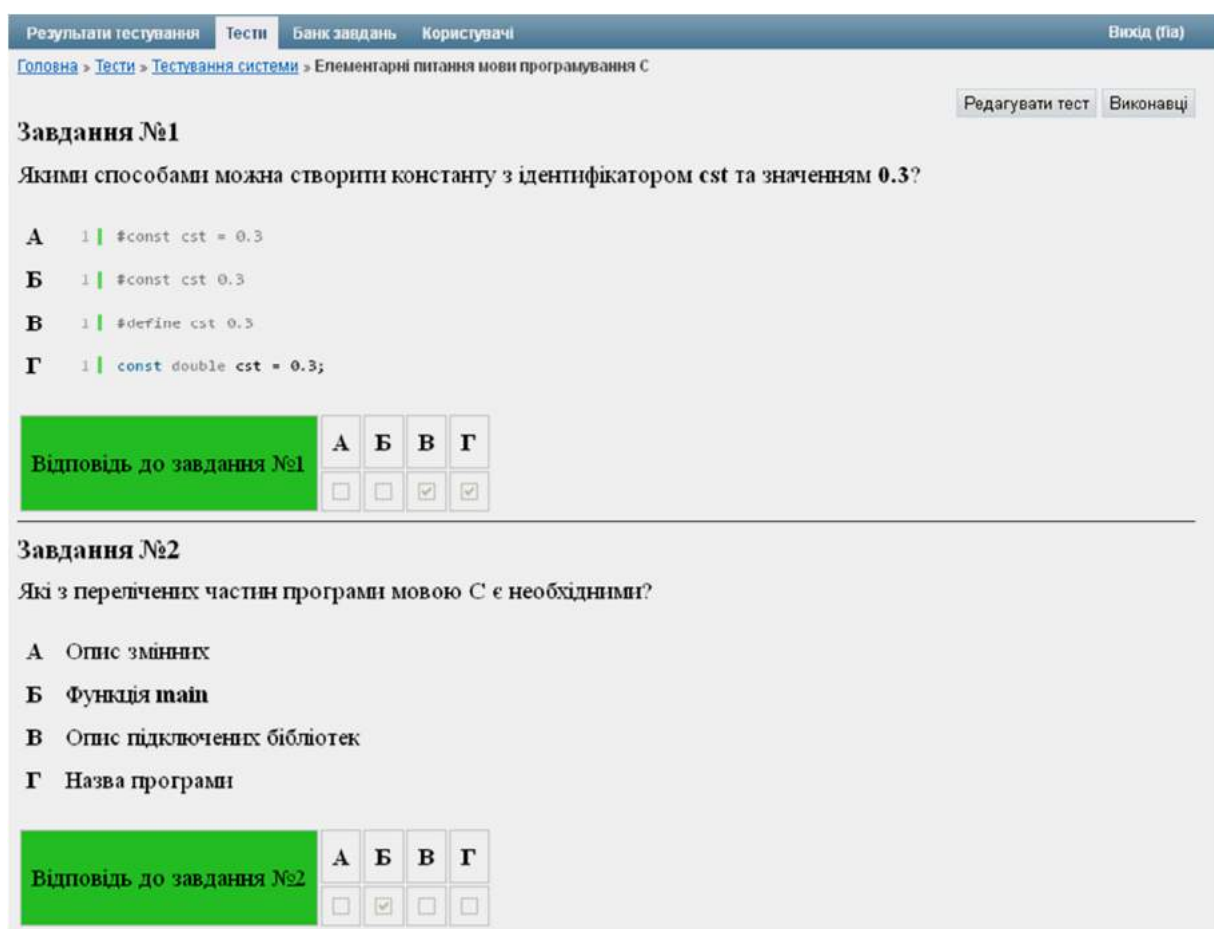 Результати тестування Тести Банк завдань Користувачі Вихід (fia)
Головна » Тести » Тестування системи » Елементарні питання мови програмування С
Редагувати тест Виконавці
Завдання №1
Якими способами можна створити константу з ідентифікатором cst та значенням 0.3?
А 1 #const cst = 0.3
Б 1 #const cst 0.3
В 1 #define cst 0.3
Г 1 const double cst = 0.3;
Відповідь до завдання №1 А Б В Г
Завдання №2
Які з перелічених частин програми мовою С є необхідними?
А Опис змінних
Б Функція main
В Опис підключених бібліотек
Г Назва програми
Відповідь до завдання №2 А Б В Г